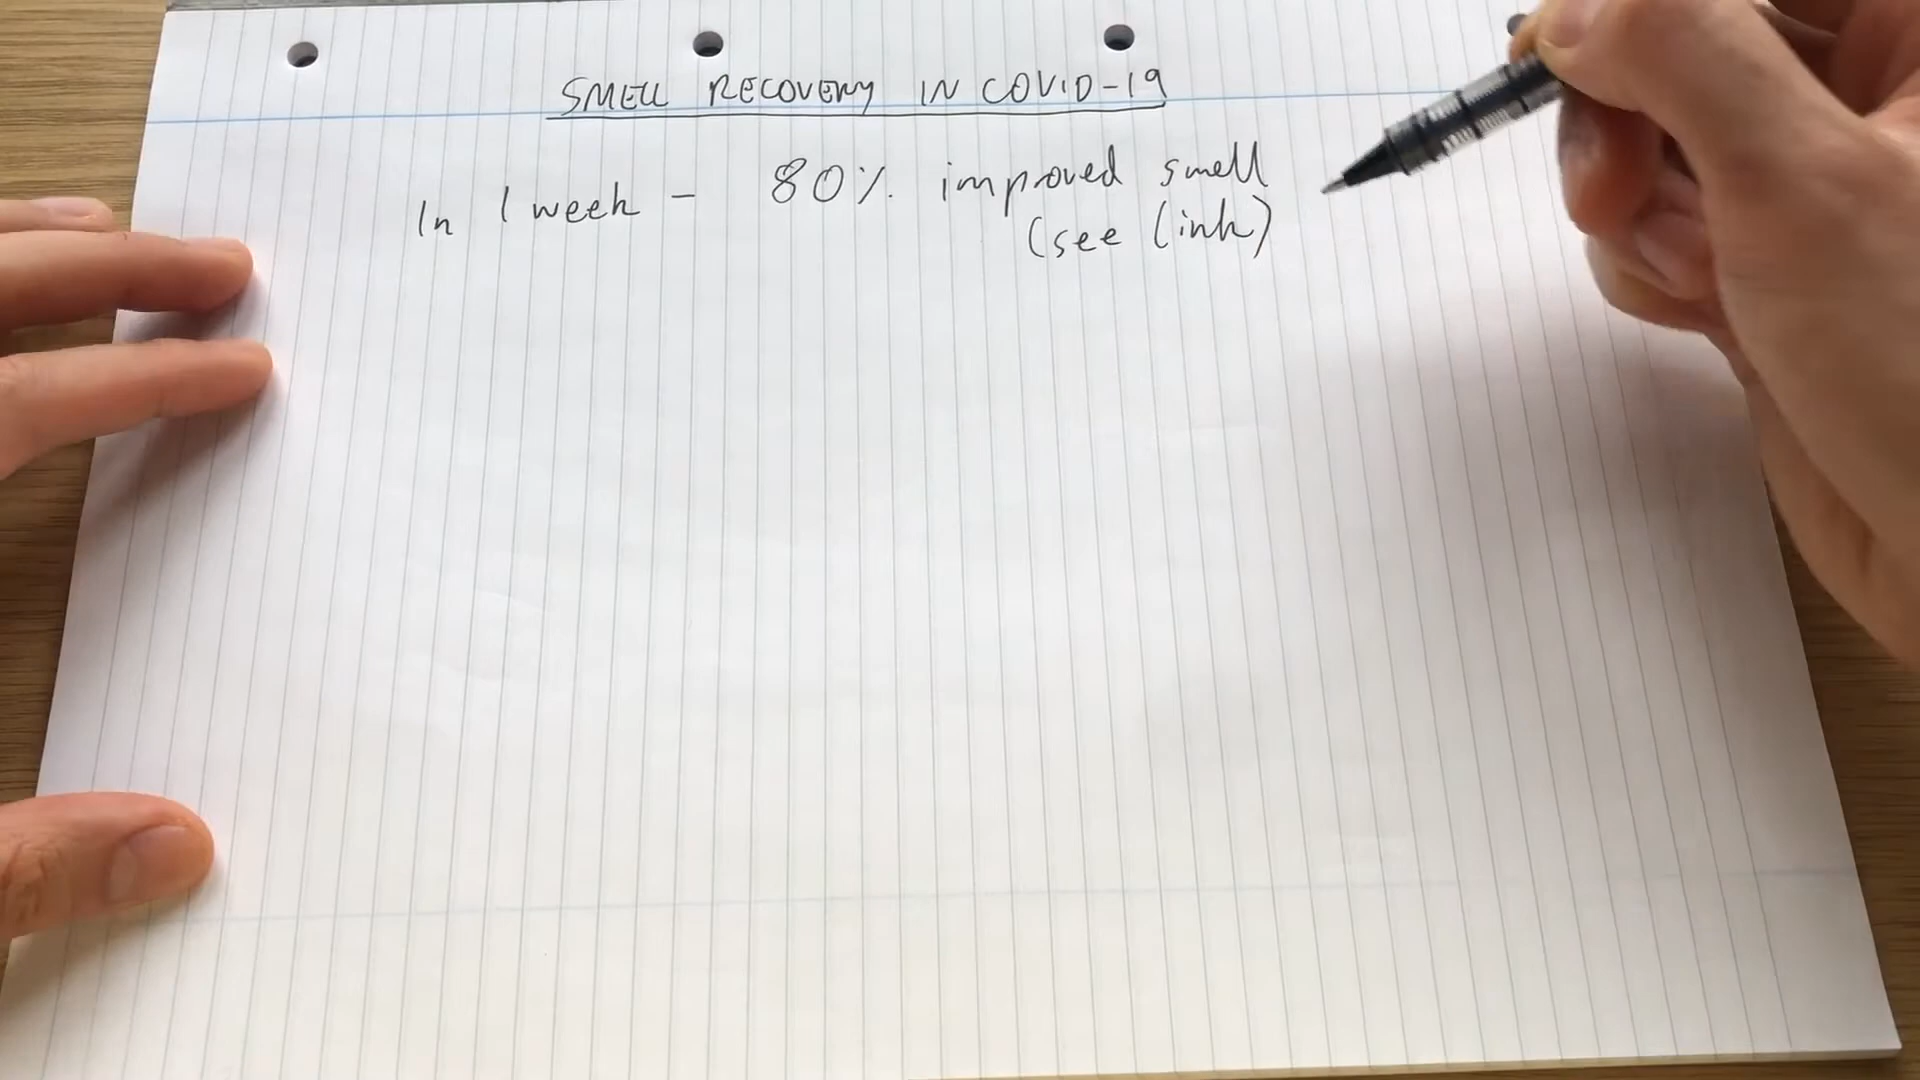 SMELL RECOVERY IN COVID-19
In 1 week - 80% improved smell
(see link)